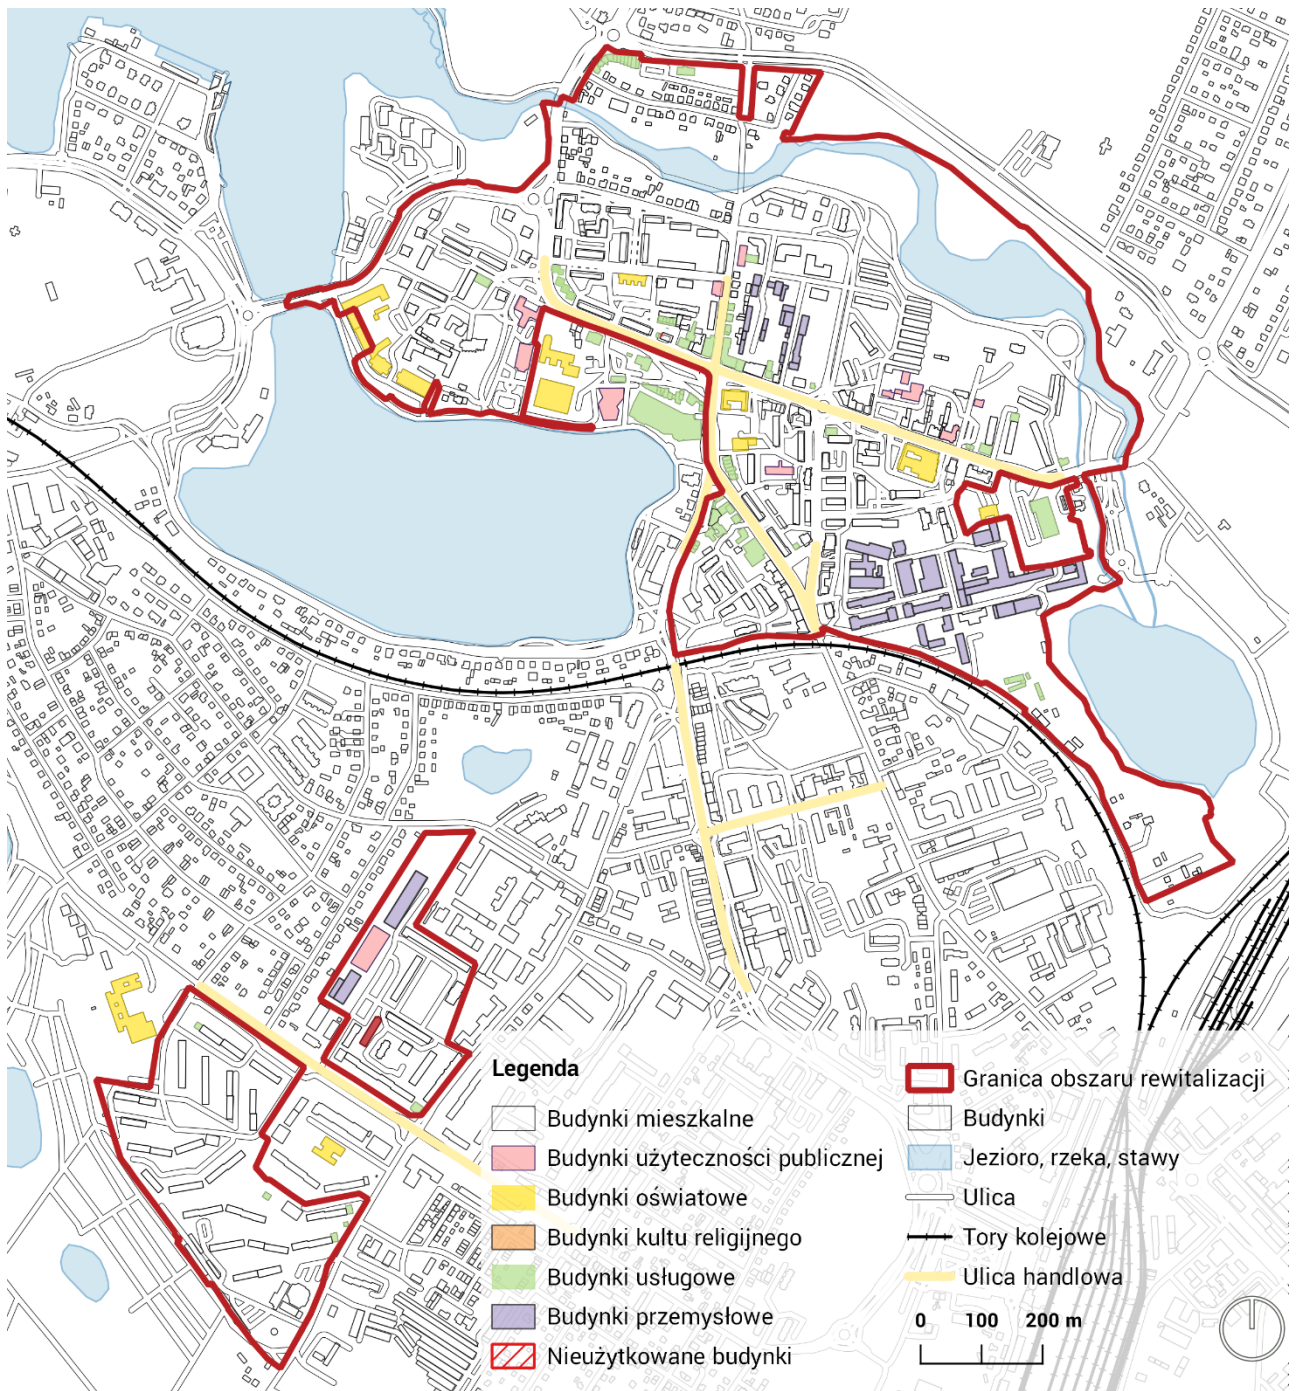 Legenda
Budynki mieszkalne
Budynki użyteczności publicznej
Budynki oświatowe
Budynki kultu religijnego
Budynki usługowe
Budynki przemysłowe
Nieużytkowane budynki
Granica obszaru rewitalizacji
Budynki
Jezioro, rzeka, stawy
Ulica
Tory kolejowe
Ulica handlowa
0 100 200 m